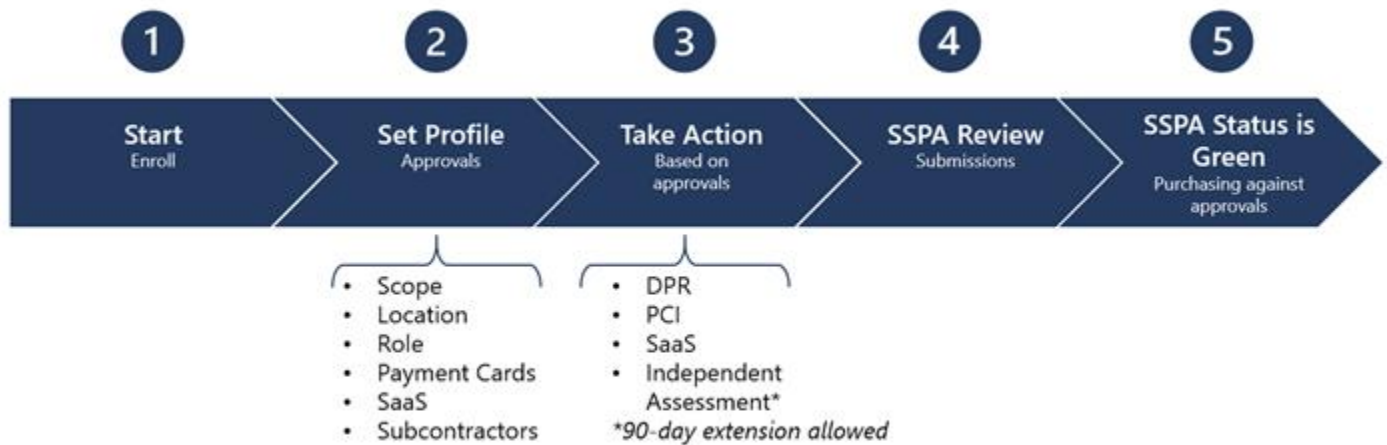 1
2
3
4
5
Start
Enroll
Set Profile
Approvals
Take Action
Based on
approvals
SSPA Review
Submissions
SSPA Status is
Green
Purchasing against
approvals
• Scope
• Location
• Role
• Payment Cards
• SaaS
• Subcontractors
• DPR
• PCI
• SaaS
• Independent
Assessment*
*90-day extension allowed